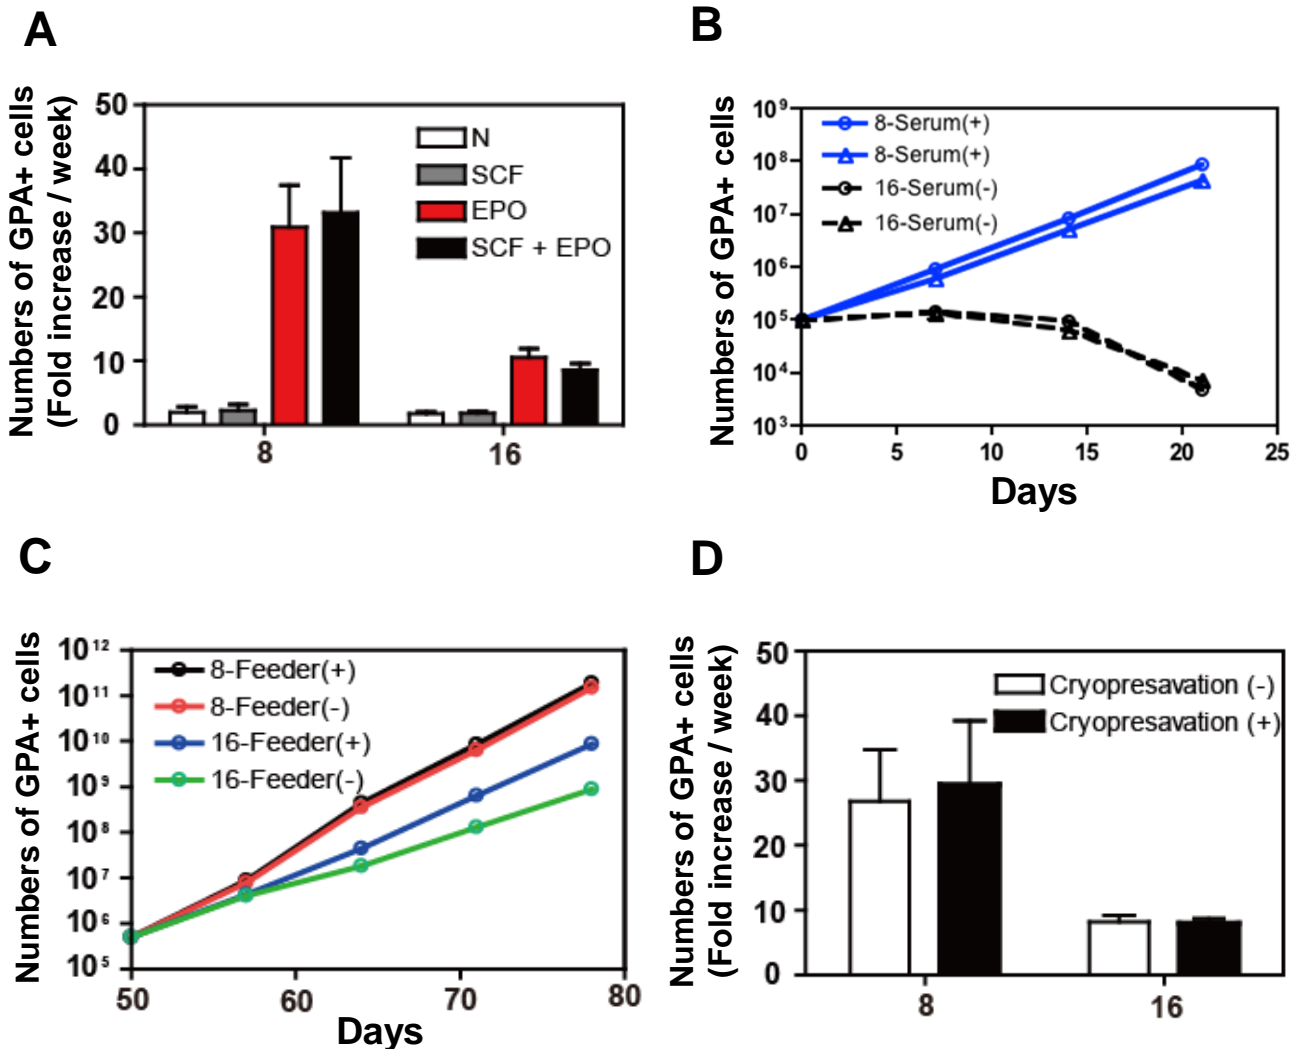 A
Numbers of GPA+ cells
(Fold increase / week)
50
40
30
20
10
0
N
SCF
EPO
SCF + EPO
8
16
B
Numbers of GPA+ cells
10⁹
10⁸
10⁷
10⁶
10⁵
10⁴
10³
8-Serum(+)
8-Serum(+)
16-Serum(-)
16-Serum(-)
0
5
10
15
20
25
Days
C
Numbers of GPA+ cells
10¹²
10¹¹
10¹⁰
10⁹
10⁸
10⁷
10⁶
10⁵
8-Feeder(+)
8-Feeder(-)
16-Feeder(+)
16-Feeder(-)
50
60
70
80
Days
D
Numbers of GPA+ cells
(Fold increase / week)
50
40
30
20
10
0
Cryopresavation (-)
Cryopresavation (+)
8
16